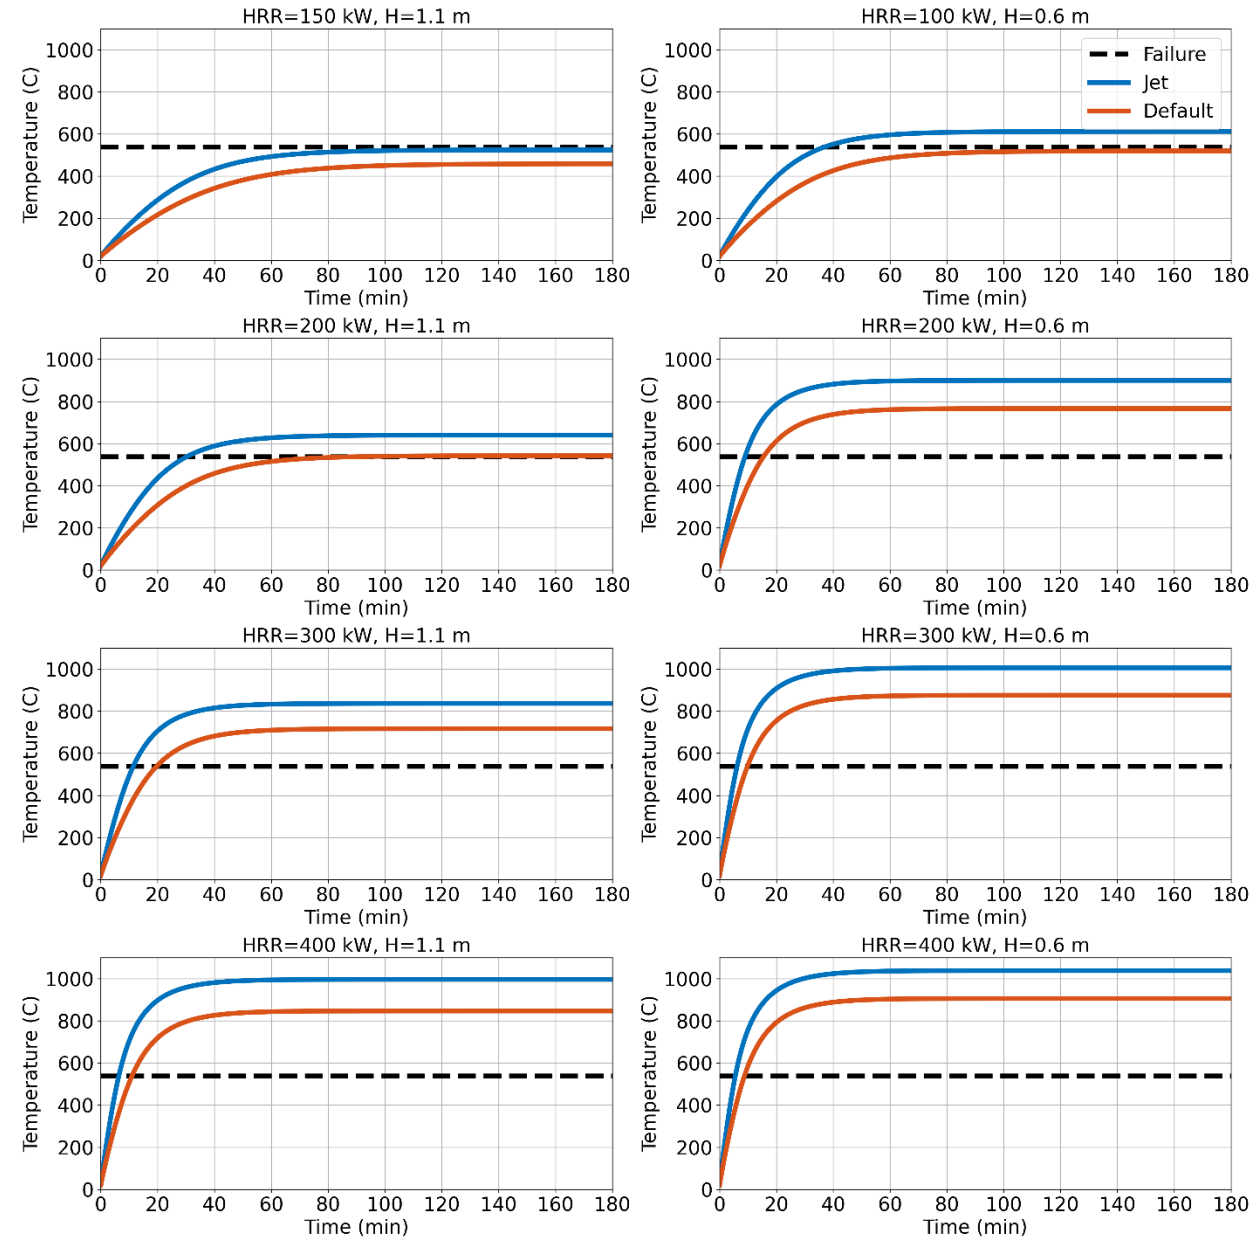 HRR=150 kW, H=1.1 m
1000
800
600
400
200
0
Temperature (C)
0 20 40 60 80 100 120 140 160 180
Time (min)
HRR=100 kW, H=0.6 m
1000
800
600
400
200
0
Temperature (C)
Failure
Jet
Default
0 20 40 60 80 100 120 140 160 180
Time (min)
HRR=200 kW, H=1.1 m
1000
800
600
400
200
0
Temperature (C)
0 20 40 60 80 100 120 140 160 180
Time (min)
HRR=200 kW, H=0.6 m
1000
800
600
400
200
0
Temperature (C)
0 20 40 60 80 100 120 140 160 180
Time (min)
HRR=300 kW, H=1.1 m
1000
800
600
400
200
0
Temperature (C)
0 20 40 60 80 100 120 140 160 180
Time (min)
HRR=300 kW, H=0.6 m
1000
800
600
400
200
0
Temperature (C)
0 20 40 60 80 100 120 140 160 180
Time (min)
HRR=400 kW, H=1.1 m
1000
800
600
400
200
0
Temperature (C)
0 20 40 60 80 100 120 140 160 180
Time (min)
HRR=400 kW, H=0.6 m
1000
800
600
400
200
0
Temperature (C)
0 20 40 60 80 100 120 140 160 180
Time (min)